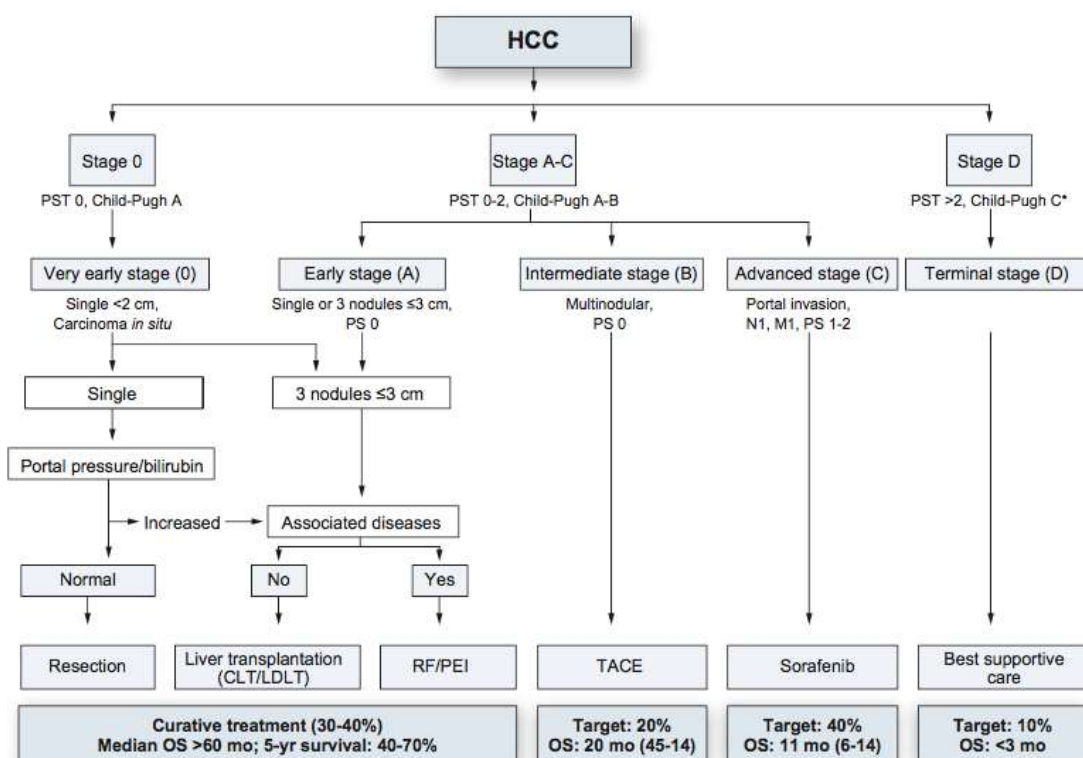 HCC
Stage 0
PST 0, Child-Pugh A
Stage A-C
PST 0-2, Child-Pugh A-B
Stage D
PST >2, Child-Pugh C*
Very early stage (0)
Single <2 cm,
Carcinoma in situ
Early stage (A)
Single or 3 nodules ≤3 cm,
PS 0
Intermediate stage (B)
Multinodular,
PS 0
Advanced stage (C)
Portal invasion,
N1, M1, PS 1-2
Terminal stage (D)
Single
3 nodules ≤3 cm
Portal pressure/bilirubin
Increased
Associated diseases
Normal
No
Yes
Resection
Liver transplantation
(CLT/LDLT)
RF/PEI
TACE
Sorafenib
Best supportive
care
Curative treatment (30-40%)
Median OS >60 mo; 5-yr survival: 40-70%
Target: 20%
OS: 20 mo (45-14)
Target: 40%
OS: 11 mo (6-14)
Target: 10%
OS: <3 mo